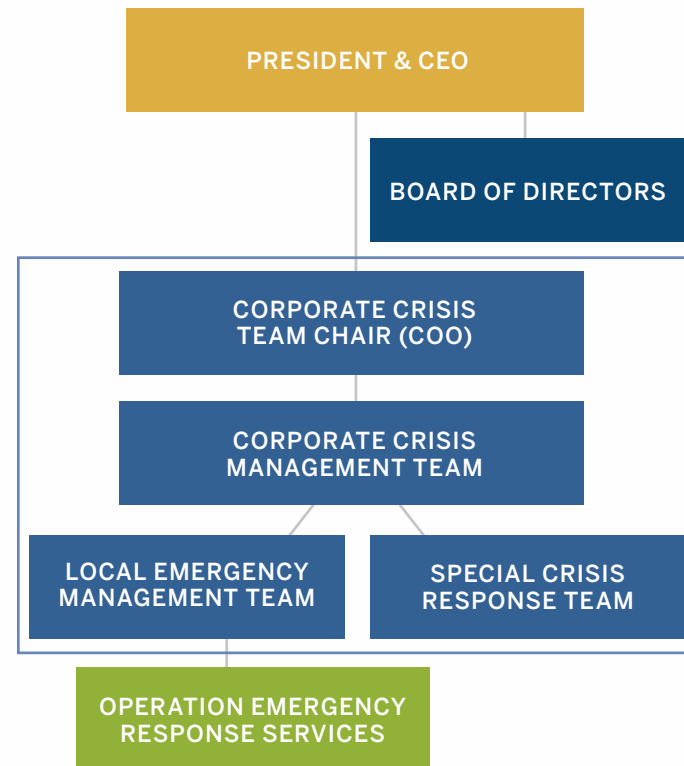 PRESIDENT & CEO
BOARD OF DIRECTORS
CORPORATE CRISIS
TEAM CHAIR (COO)
CORPORATE CRISIS
MANAGEMENT TEAM
LOCAL EMERGENCY
MANAGEMENT TEAM
SPECIAL CRISIS
RESPONSE TEAM
OPERATION EMERGENCY
RESPONSE SERVICES